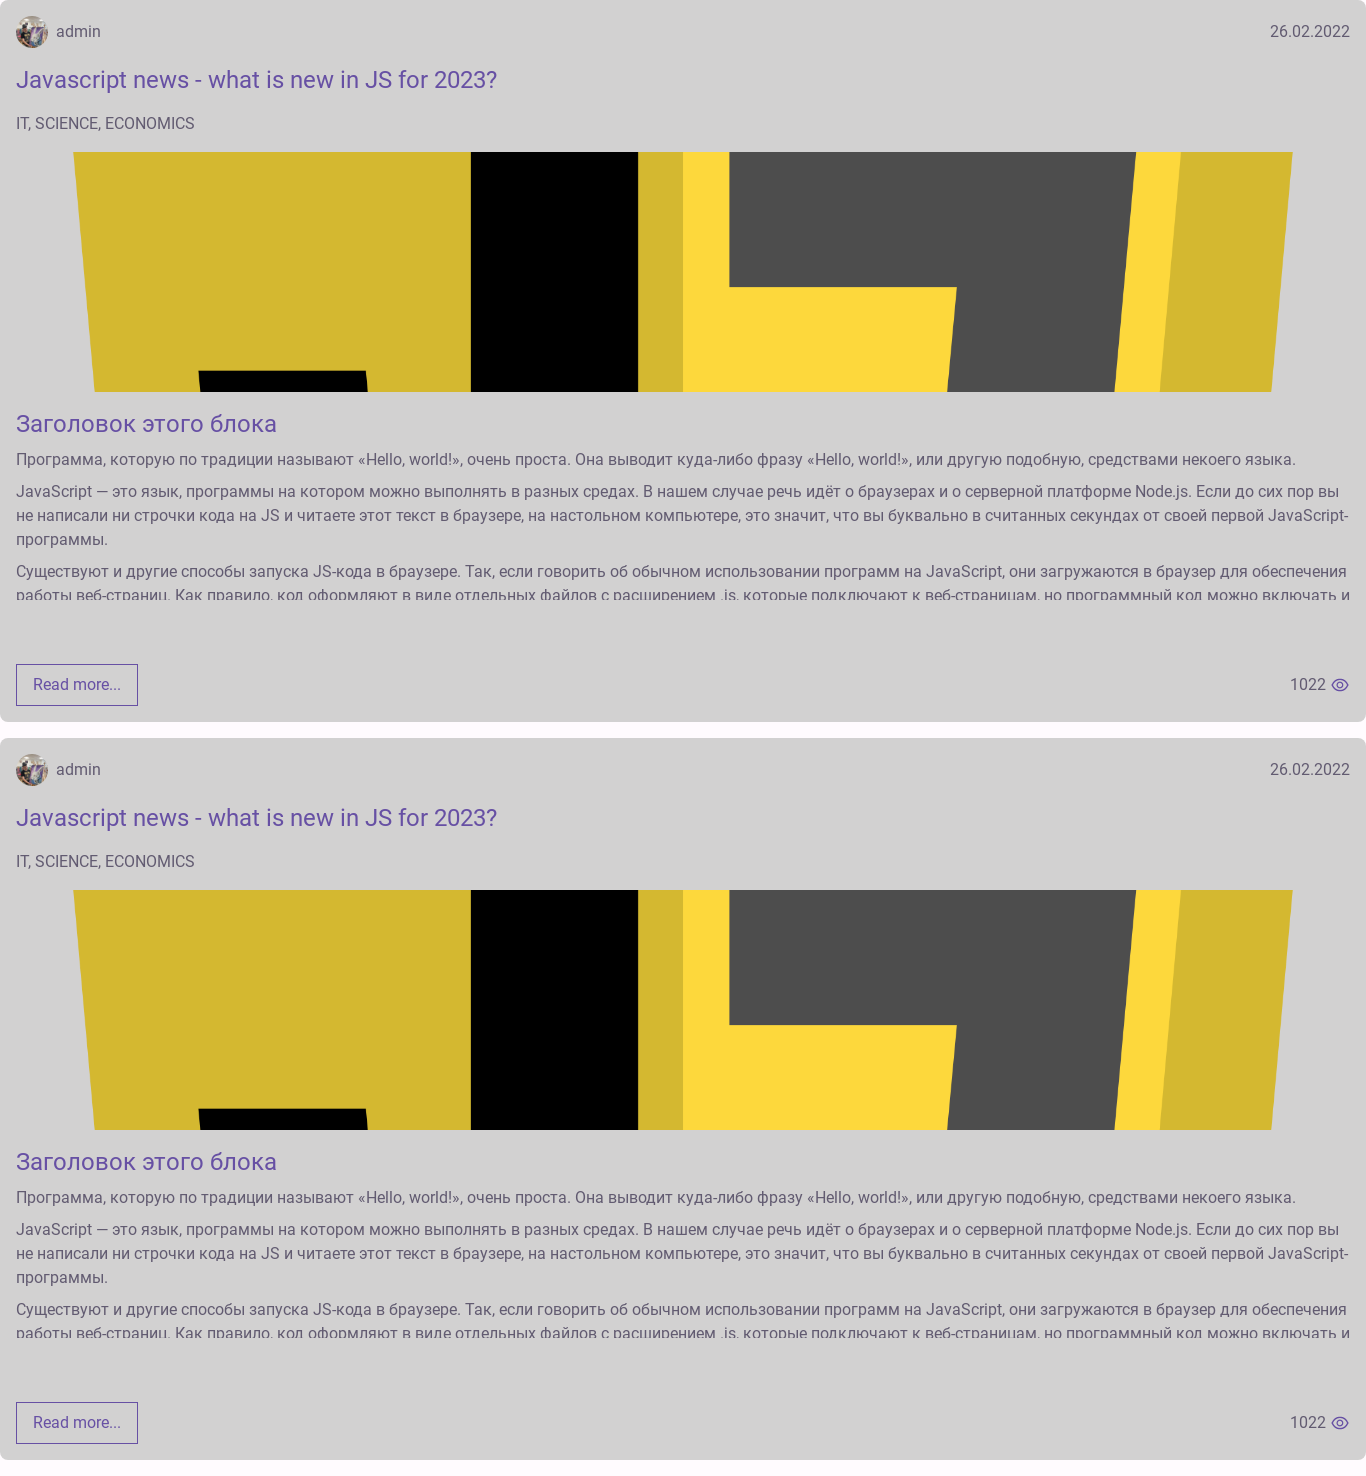 admin
26.02.2022
Javascript news - what is new in JS for 2023?
IT, SCIENCE, ECONOMICS
Заголовок этого блока
Программа, которую по традиции называют «Hello, world!», очень проста. Она выводит куда-либо фразу «Hello, world!», или другую подобную, средствами некоего языка.
JavaScript — это язык, программы на котором можно выполнять в разных средах. В нашем случае речь идёт о браузерах и о серверной платформе Node.js. Если до сих пор вы
не написали ни строчки кода на JS и читаете этот текст в браузере, на настольном компьютере, это значит, что вы буквально в считанных секундах от своей первой JavaScript-
программы.
Существуют и другие способы запуска JS-кода в браузере. Так, если говорить об обычном использовании программ на JavaScript, они загружаются в браузер для обеспечения
работы веб-страниц. Как правило, код оформляют в виде отдельных файлов с расширением .js, которые подключают к веб-страницам, но программный код можно включать и
Read more...
1022
admin
26.02.2022
Javascript news - what is new in JS for 2023?
IT, SCIENCE, ECONOMICS
Заголовок этого блока
Программа, которую по традиции называют «Hello, world!», очень проста. Она выводит куда-либо фразу «Hello, world!», или другую подобную, средствами некоего языка.
JavaScript — это язык, программы на котором можно выполнять в разных средах. В нашем случае речь идёт о браузерах и о серверной платформе Node.js. Если до сих пор вы
не написали ни строчки кода на JS и читаете этот текст в браузере, на настольном компьютере, это значит, что вы буквально в считанных секундах от своей первой JavaScript-
программы.
Существуют и другие способы запуска JS-кода в браузере. Так, если говорить об обычном использовании программ на JavaScript, они загружаются в браузер для обеспечения
работы веб-страниц. Как правило, код оформляют в виде отдельных файлов с расширением .js, которые подключают к веб-страницам, но программный код можно включать и
Read more...
1022